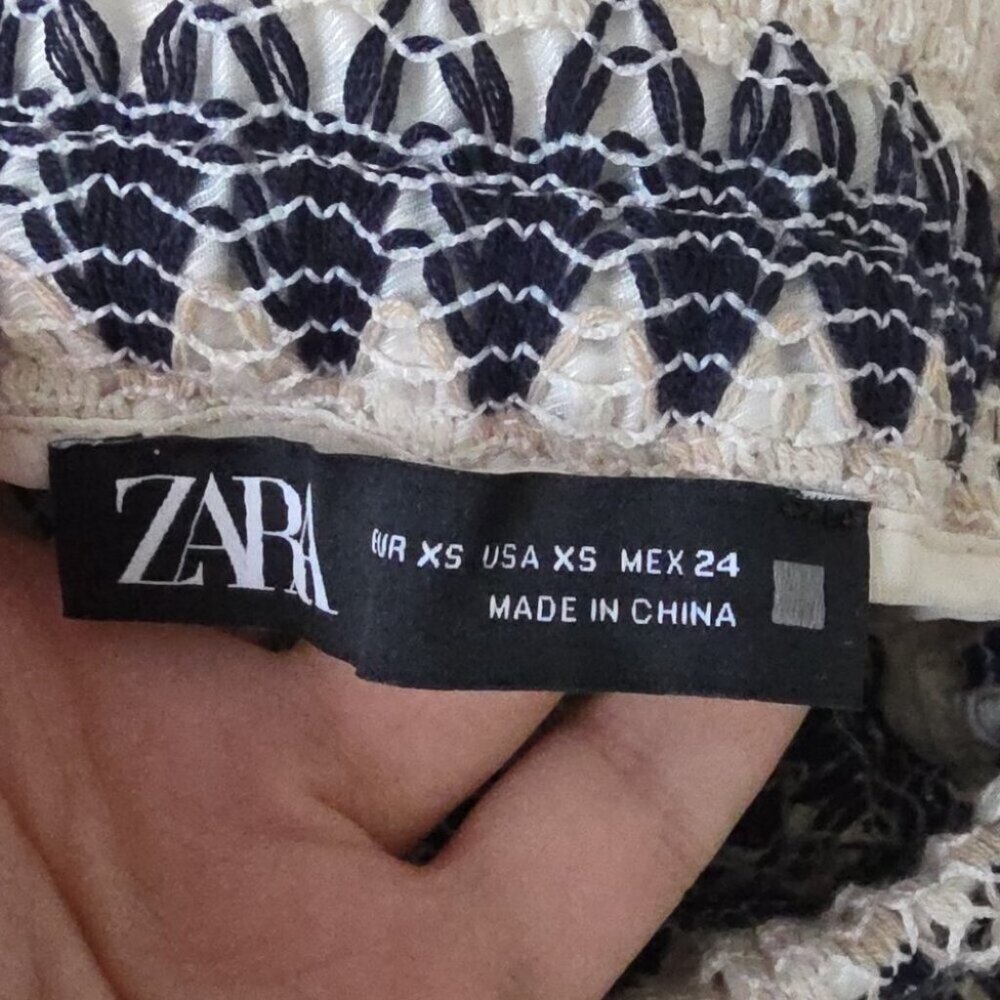 ZARA
EUR XS USA XS MEX 24
MADE IN CHINA